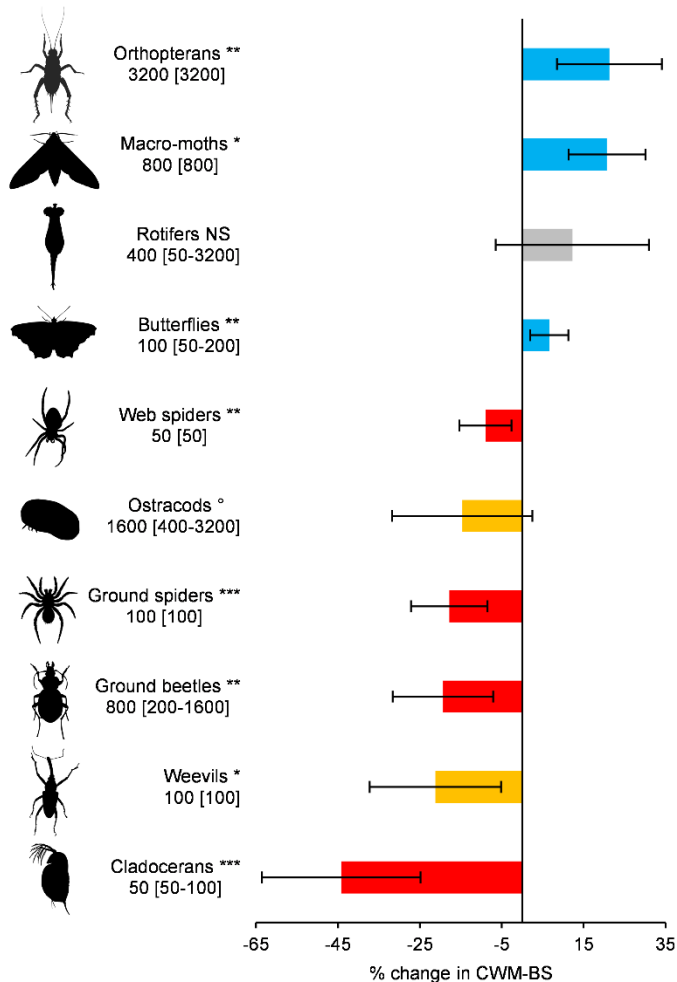 Orthopterans **
3200 [3200]
Macro-moths *
800 [800]
Rotifers NS
400 [50-3200]
Butterflies **
100 [50-200]
Web spiders **
50 [50]
Ostracods °
1600 [400-3200]
Ground spiders ***
100 [100]
Ground beetles **
800 [200-1600]
Weevils *
100 [100]
Cladocerans ***
50 [50-100]
-65 -45 -25 -5 15 35
% change in CWM-BS